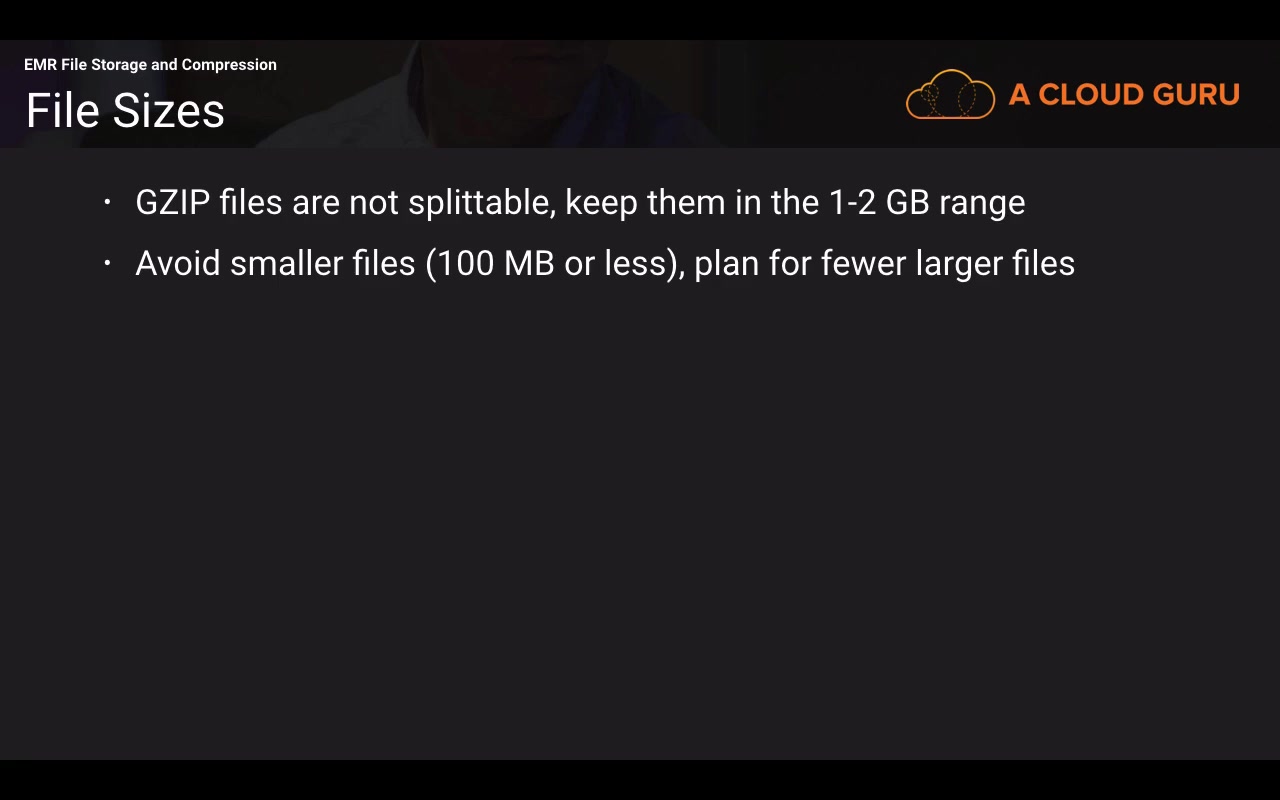 EMR File Storage and Compression
File Sizes
A CLOUD GURU
• GZIP files are not splittable, keep them in the 1-2 GB range
• Avoid smaller files (100 MB or less), plan for fewer larger files